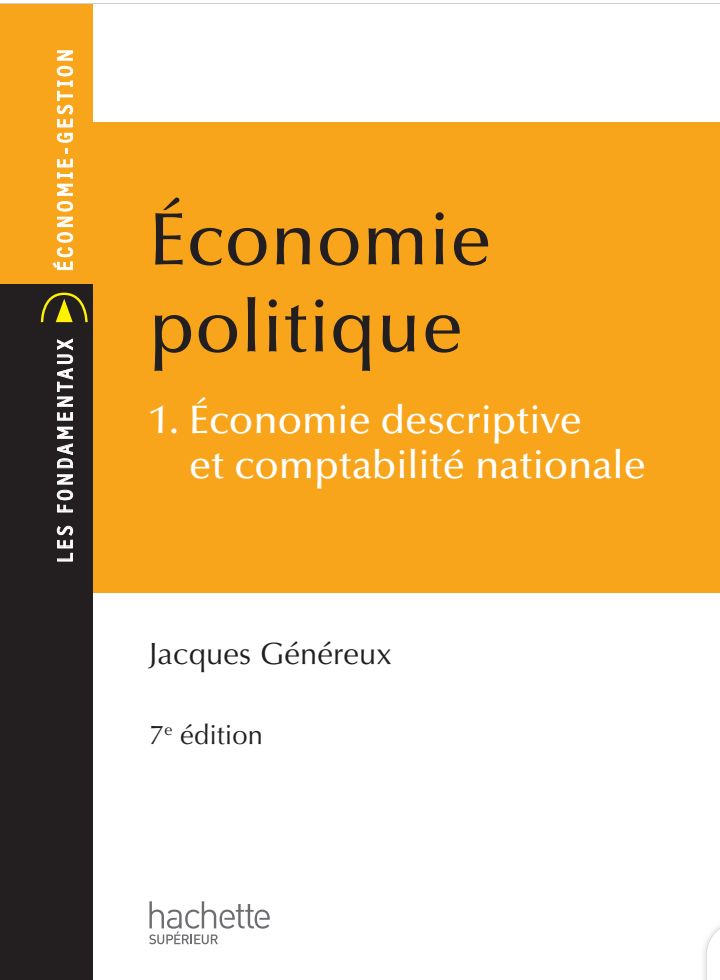 ÉCONOMIE-GESTION
LES FONDAMENTAUX
Économie
politique
1. Économie descriptive
et comptabilité nationale
Jacques Généreux
7e édition
hachette
SUPÉRIEUR